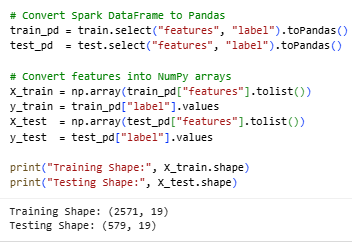 # Convert Spark DataFrame to Pandas
train_pd = train.select("features", "label").toPandas()
test_pd  = test.select("features", "label").toPandas()
# Convert features into NumPy arrays
X_train = np.array(train_pd["features"].tolist())
y_train = train_pd["label"].values
X_test  = np.array(test_pd["features"].tolist())
y_test  = test_pd["label"].values
print("Training Shape:", X_train.shape)
print("Testing Shape:", X_test.shape)
Training Shape: (2571, 19)
Testing Shape: (579, 19)